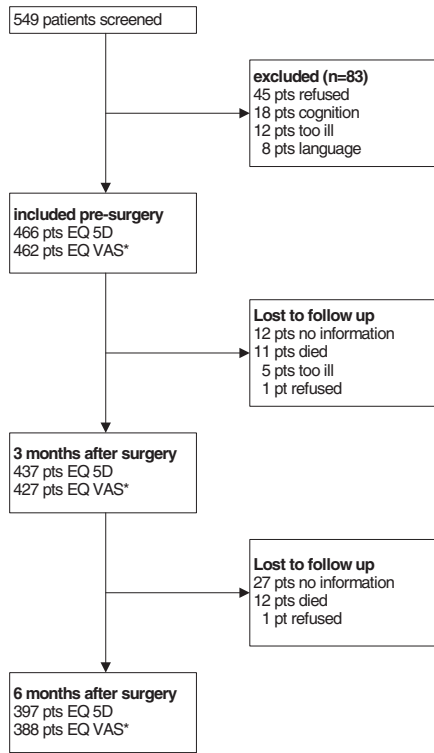 549 patients screened
excluded (n=83)
45 pts refused
18 pts cognition
12 pts too ill
8 pts language
included pre-surgery
466 pts EQ 5D
462 pts EQ VAS*
Lost to follow up
12 pts no information
11 pts died
5 pts too ill
1 pt refused
3 months after surgery
437 pts EQ 5D
427 pts EQ VAS*
Lost to follow up
27 pts no information
12 pts died
1 pt refused
6 months after surgery
397 pts EQ 5D
388 pts EQ VAS*